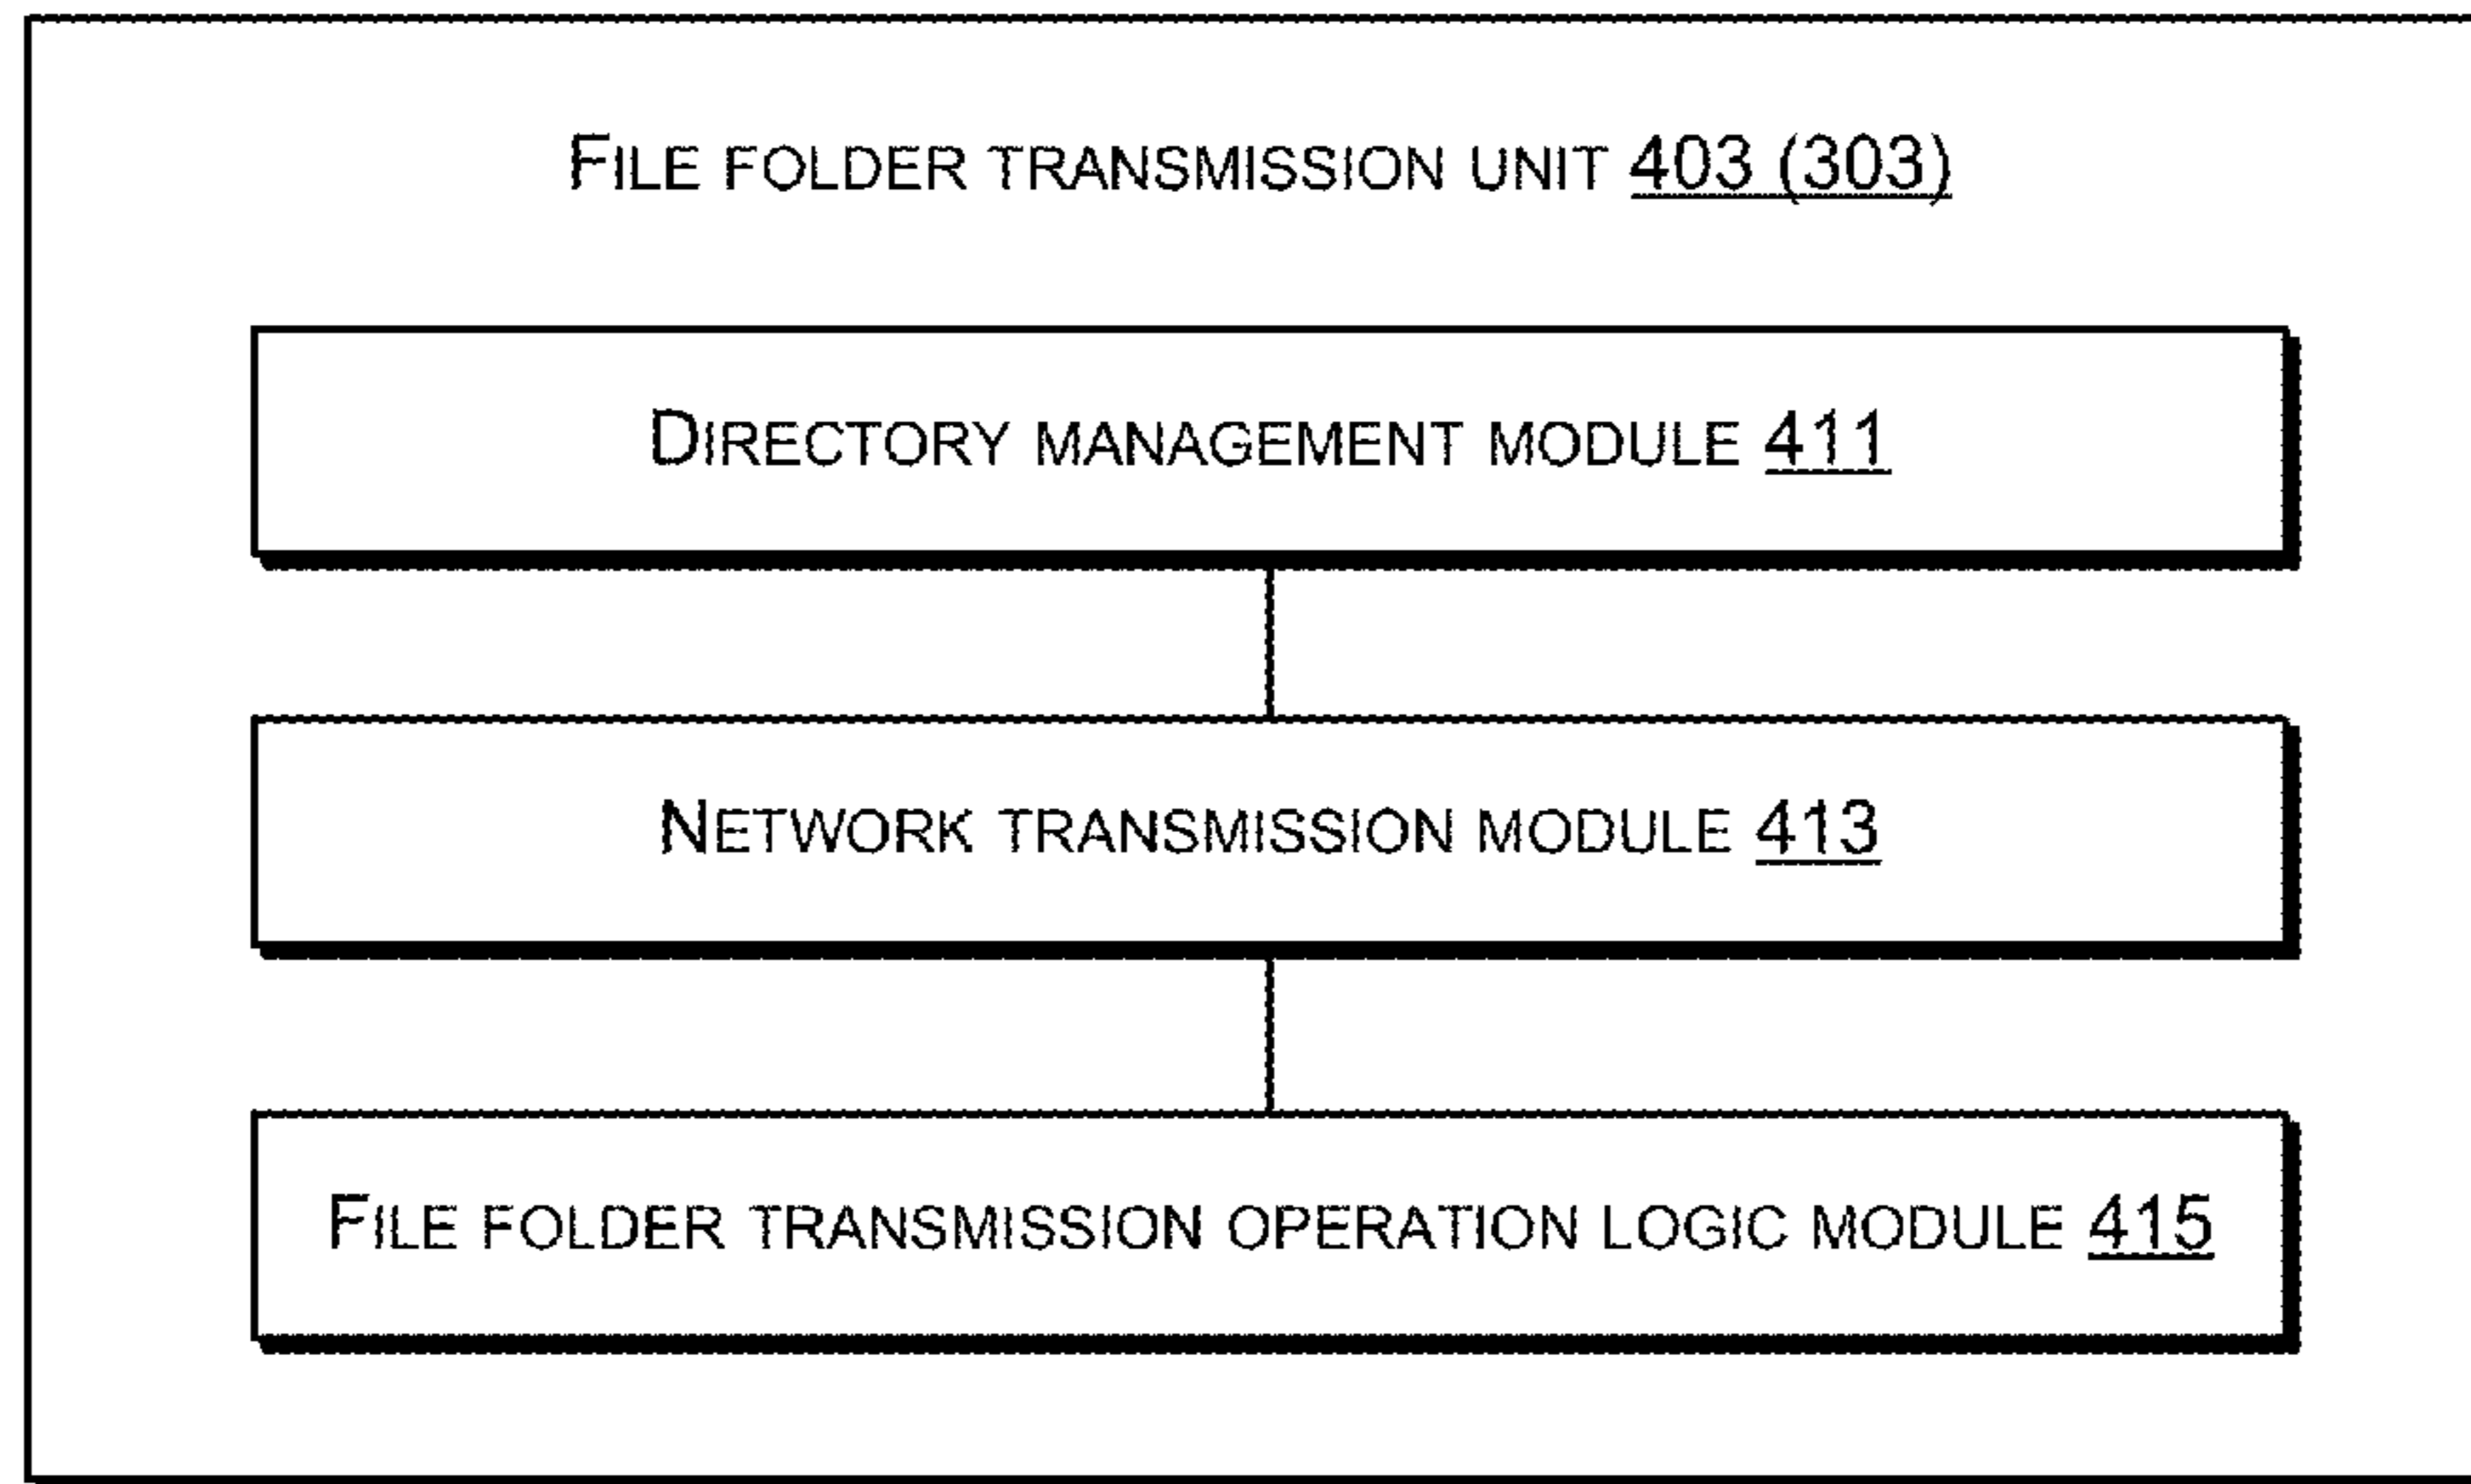 FILE FOLDER TRANSMISSION UNIT 403 (303)
DIRECTORY MANAGEMENT MODULE 411
NETWORK TRANSMISSION MODULE 413
FILE FOLDER TRANSMISSION OPERATION LOGIC MODULE 415